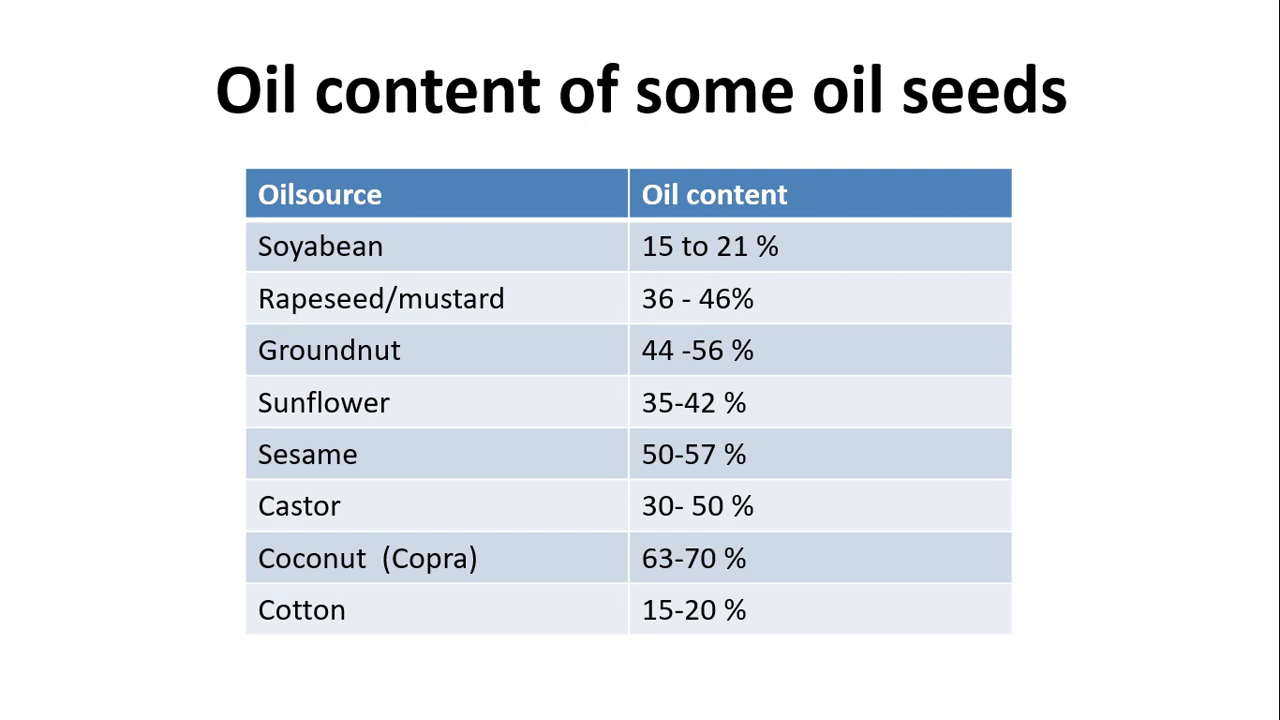 Oil content of some oil seeds
Oilsource Oil content
Soyabean 15 to 21 %
Rapeseed/mustard 36 - 46%
Groundnut 44 -56 %
Sunflower 35-42 %
Sesame 50-57 %
Castor 30- 50 %
Coconut  (Copra) 63-70 %
Cotton 15-20 %